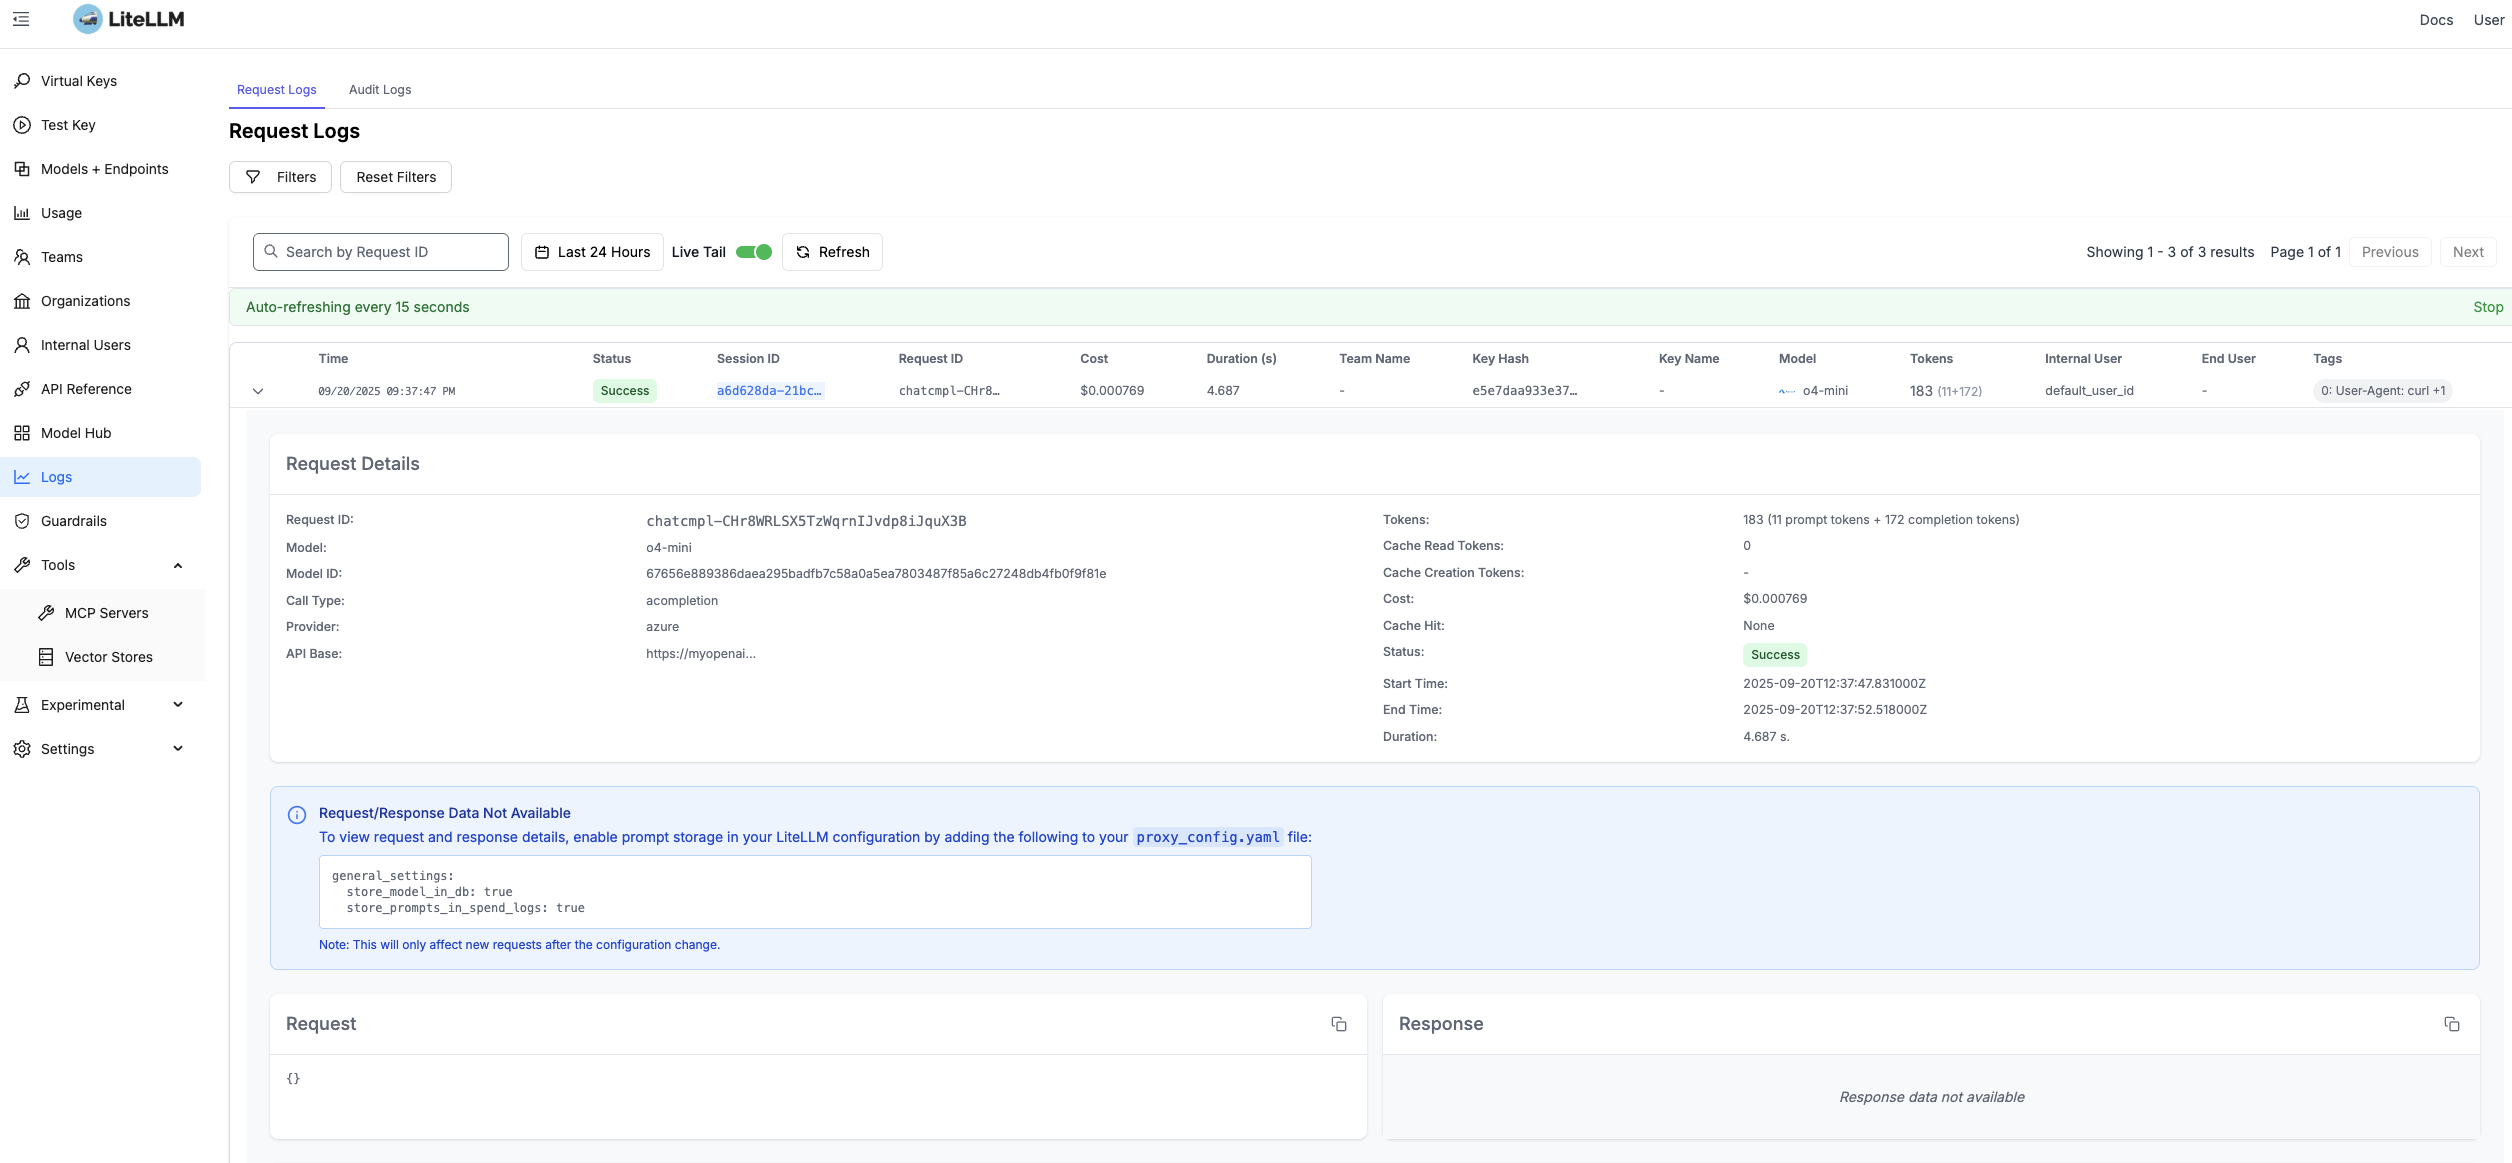 LiteLLM
Docs User
Virtual Keys
Test Key
Models + Endpoints
Usage
Teams
Organizations
Internal Users
API Reference
Model Hub
Logs
Guardrails
Tools
MCP Servers
Vector Stores
Experimental
Settings
Request Logs Audit Logs
Request Logs
Filters Reset Filters
Search by Request ID Last 24 Hours Live Tail Refresh Showing 1 - 3 of 3 results Page 1 of 1 Previous Next
Auto-refreshing every 15 seconds Stop
Time Status Session ID Request ID Cost Duration (s) Team Name Key Hash Key Name Model Tokens Internal User End User Tags
09/20/2025 09:37:47 PM Success a6d628da-21bc… chatcmpl-CHr8… $0.000769 4.687 - e5e7daa933e37… - o4-mini 183 (11+172) default_user_id - 0: User-Agent: curl +1
Request Details
Request ID: chatcmpl-CHr8WRLSX5TzWqrnIJvdp8iJquX3B
Model: o4-mini
Model ID: 67656e889386daea295badfb7c58a0a5ea7803487f85a6c27248db4fb0f9f81e
Call Type: acompletion
Provider: azure
API Base: https://myopenai...
Tokens: 183 (11 prompt tokens + 172 completion tokens)
Cache Read Tokens: 0
Cache Creation Tokens: -
Cost: $0.000769
Cache Hit: None
Status: Success
Start Time: 2025-09-20T12:37:47.831000Z
End Time: 2025-09-20T12:37:52.518000Z
Duration: 4.687 s.
Request/Response Data Not Available
To view request and response details, enable prompt storage in your LiteLLM configuration by adding the following to your proxy_config.yaml file:
general_settings:
  store_model_in_db: true
  store_prompts_in_spend_logs: true
Note: This will only affect new requests after the configuration change.
Request
{}
Response
Response data not available